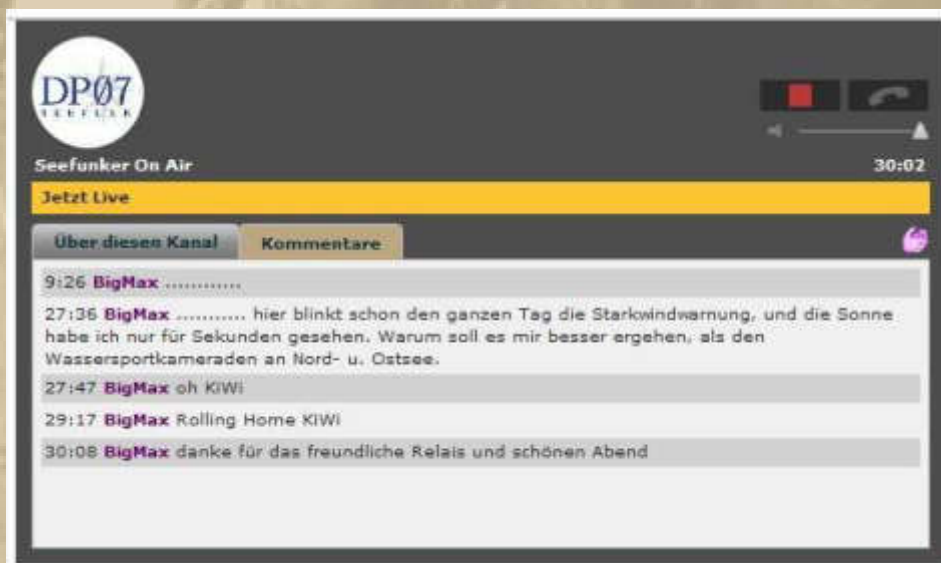 DP07
SEEFUNK
Seefunker On Air
30:02
Jetzt Live
Über diesen Kanal
Kommentare
9:26 BigMax ............
27:36 BigMax ........... hier blinkt schon den ganzen Tag die Starkwindwarnung, und die Sonne
habe ich nur für Sekunden gesehen. Warum soll es mir besser ergehen, als den
Wassersportkameraden an Nord- u. Ostsee.
27:47 BigMax oh KiWi
29:17 BigMax Rolling Home KiWi
30:08 BigMax danke für das freundliche Relais und schönen Abend